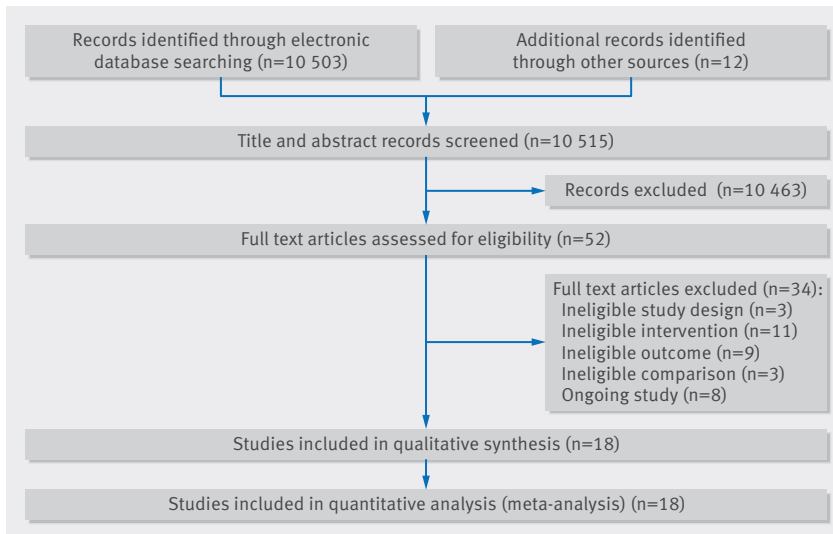 Records identified through electronic
database searching (n=10 503)
Additional records identified
through other sources (n=12)
Title and abstract records screened (n=10 515)
Records excluded (n=10 463)
Full text articles assessed for eligibility (n=52)
Full text articles excluded (n=34):
Ineligible study design (n=3)
Ineligible intervention (n=11)
Ineligible outcome (n=9)
Ineligible comparison (n=3)
Ongoing study (n=8)
Studies included in qualitative synthesis (n=18)
Studies included in quantitative analysis (meta-analysis) (n=18)